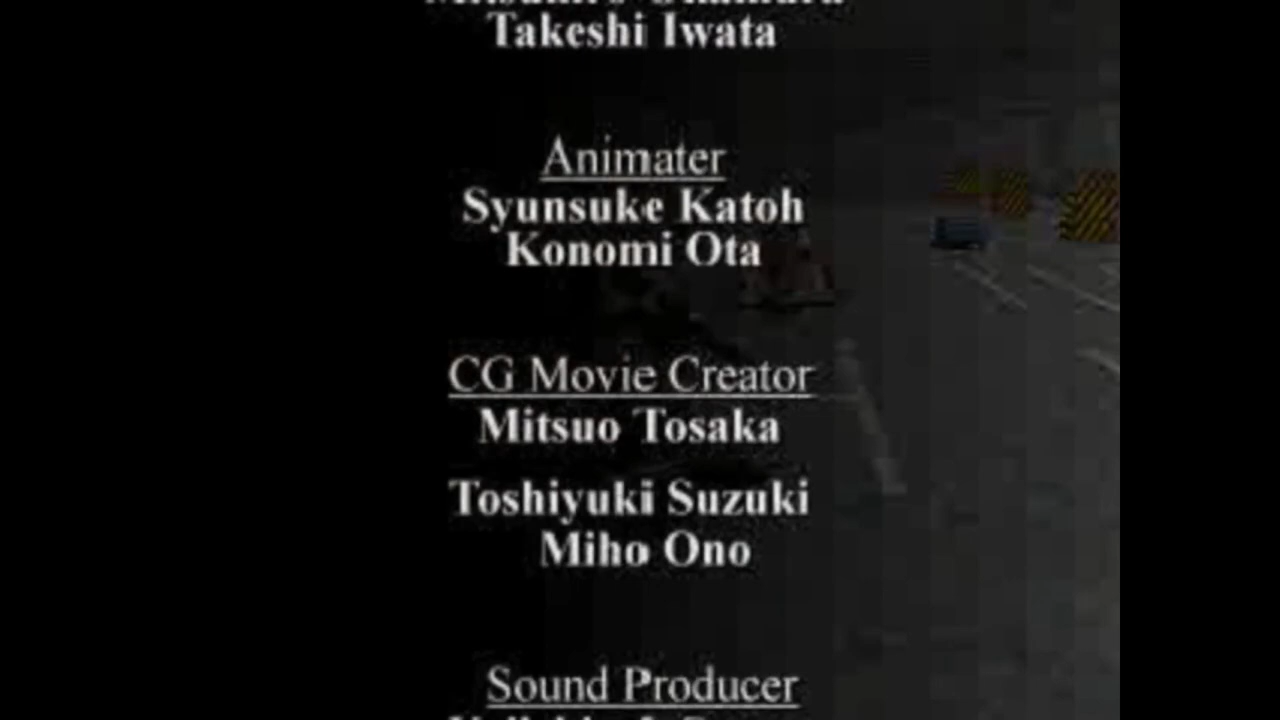 Takeshi Iwata
Animater
Syunsuke Katoh
Konomi Ota
CG Movie Creator
Mitsuo Tosaka
Toshiyuki Suzuki
Miho Ono
Sound Producer